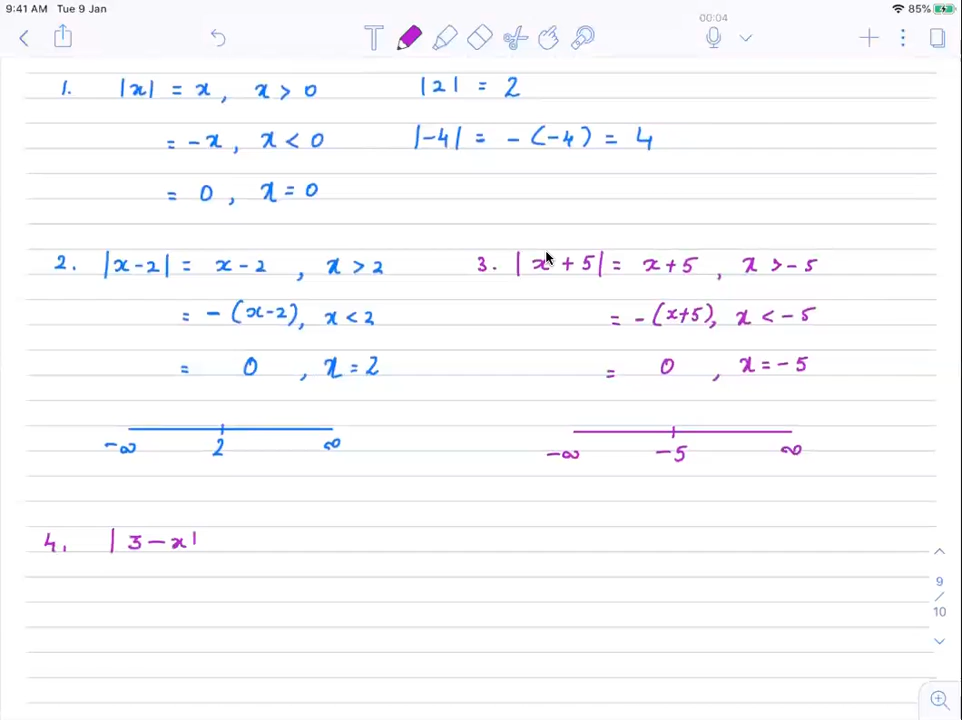 9:41 AM Tue 9 Jan 85%
00:04
1. |x| = x, x > 0 |2| = 2
= -x, x < 0 |-4| = -(-4) = 4
= 0, x = 0
2. |x-2| = x-2, x > 2
= -(x-2), x < 2
= 0, x = 2
-∞ 2 ∞
3. |x+5| = x+5, x > -5
= -(x+5), x < -5
= 0, x = -5
-∞ -5 ∞
4. |3-x|
9
/
10